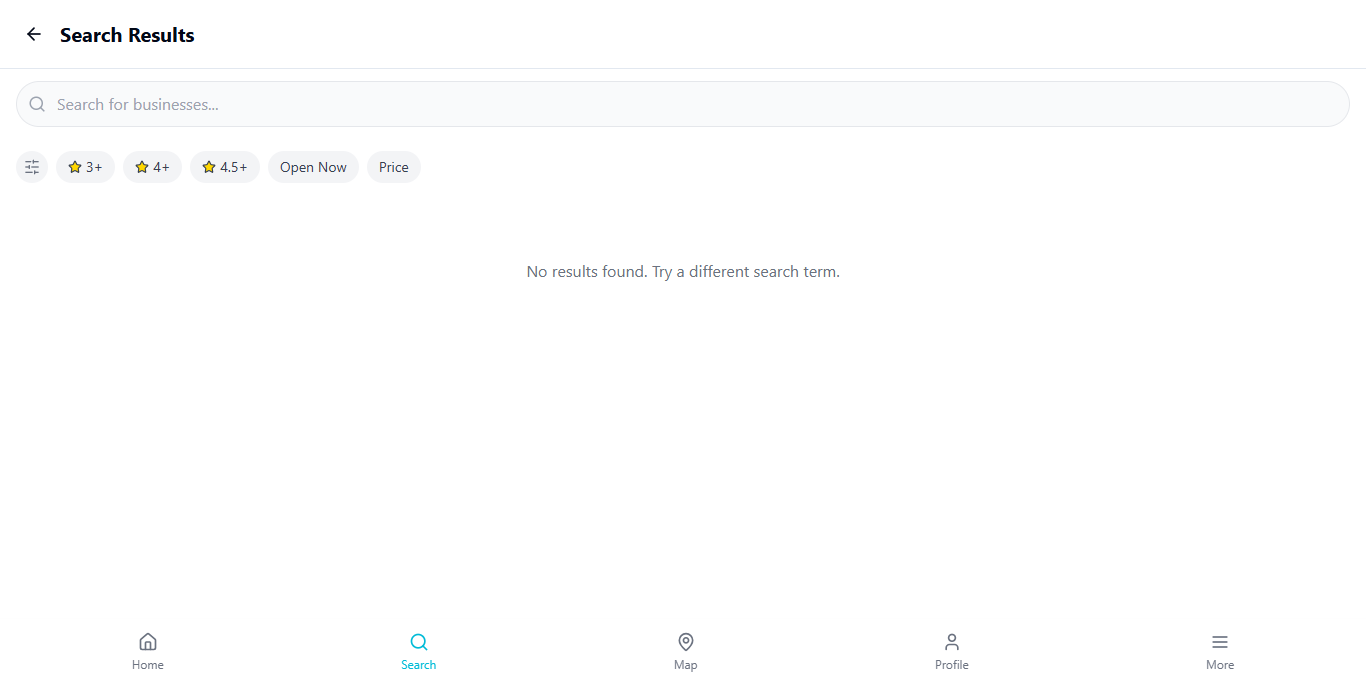 Search Results
Search for businesses...
3+ 4+ 4.5+ Open Now Price
No results found. Try a different search term.
Home Search Map Profile More